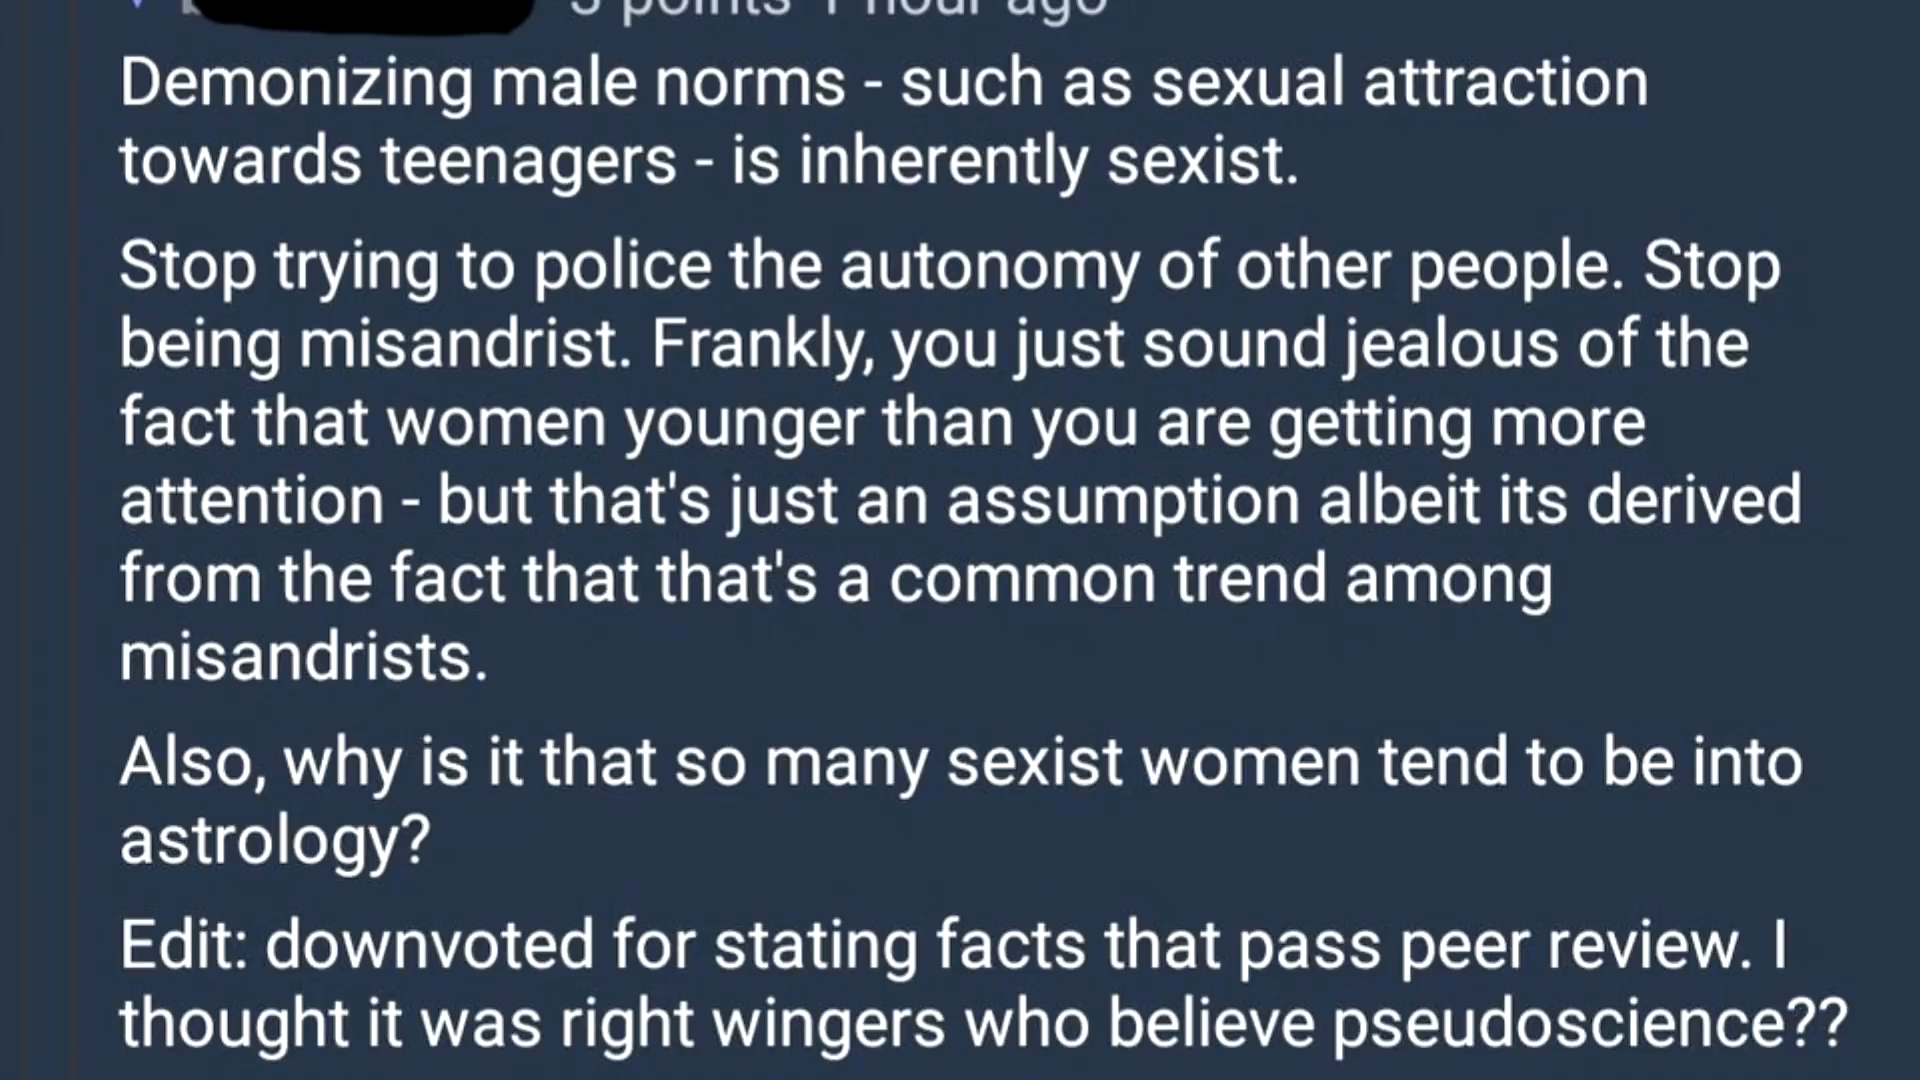 points 1 hour ago
Demonizing male norms - such as sexual attraction
towards teenagers - is inherently sexist.
Stop trying to police the autonomy of other people. Stop
being misandrist. Frankly, you just sound jealous of the
fact that women younger than you are getting more
attention - but that's just an assumption albeit its derived
from the fact that that's a common trend among
misandrists.
Also, why is it that so many sexist women tend to be into
astrology?
Edit: downvoted for stating facts that pass peer review. I
thought it was right wingers who believe pseudoscience??